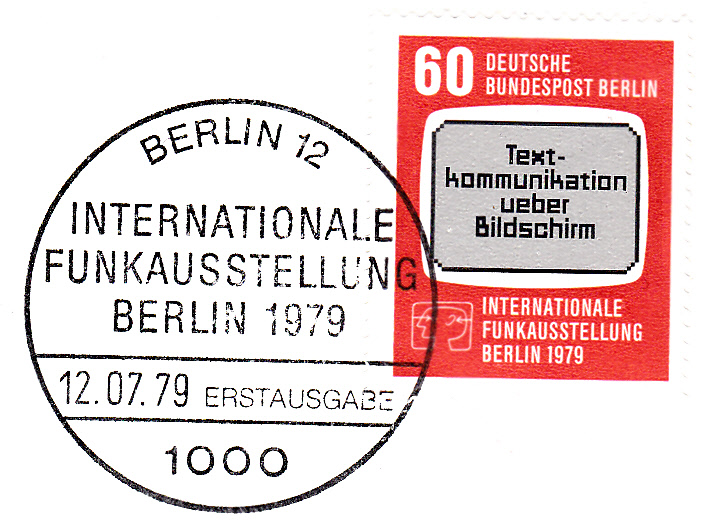 60 DEUTSCHE
BUNDESPOST BERLIN
Text-
kommunikation
ueber
Bildschirm
INTERNATIONALE
FUNKAUSSTELLUNG
BERLIN 1979
BERLIN 12
INTERNATIONALE
FUNKAUSSTELLUNG
BERLIN 1979
12.07.79 ERSTAUSGABE
1000